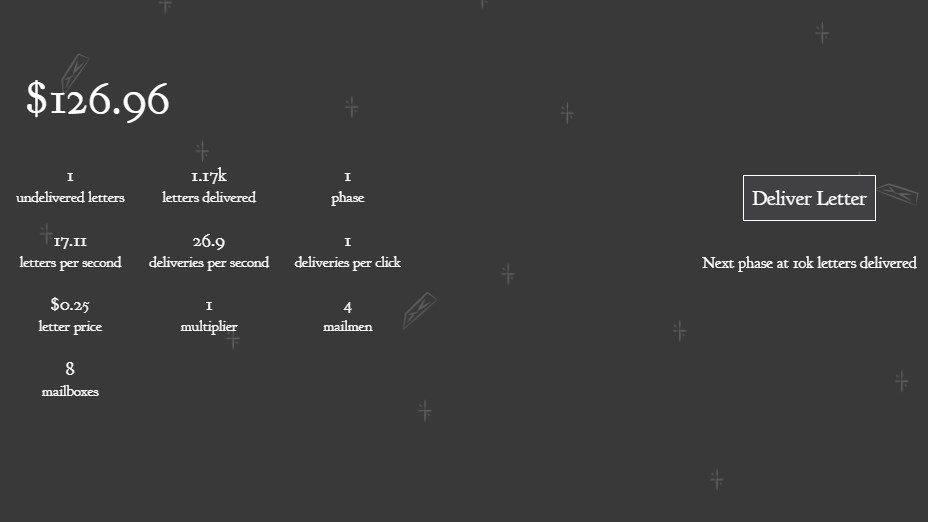 $126.96
1
undelivered letters
1.17k
letters delivered
1
phase
Deliver Letter
17.11
letters per second
26.9
deliveries per second
1
deliveries per click
Next phase at 10k letters delivered
$0.25
letter price
1
multiplier
4
mailmen
8
mailboxes